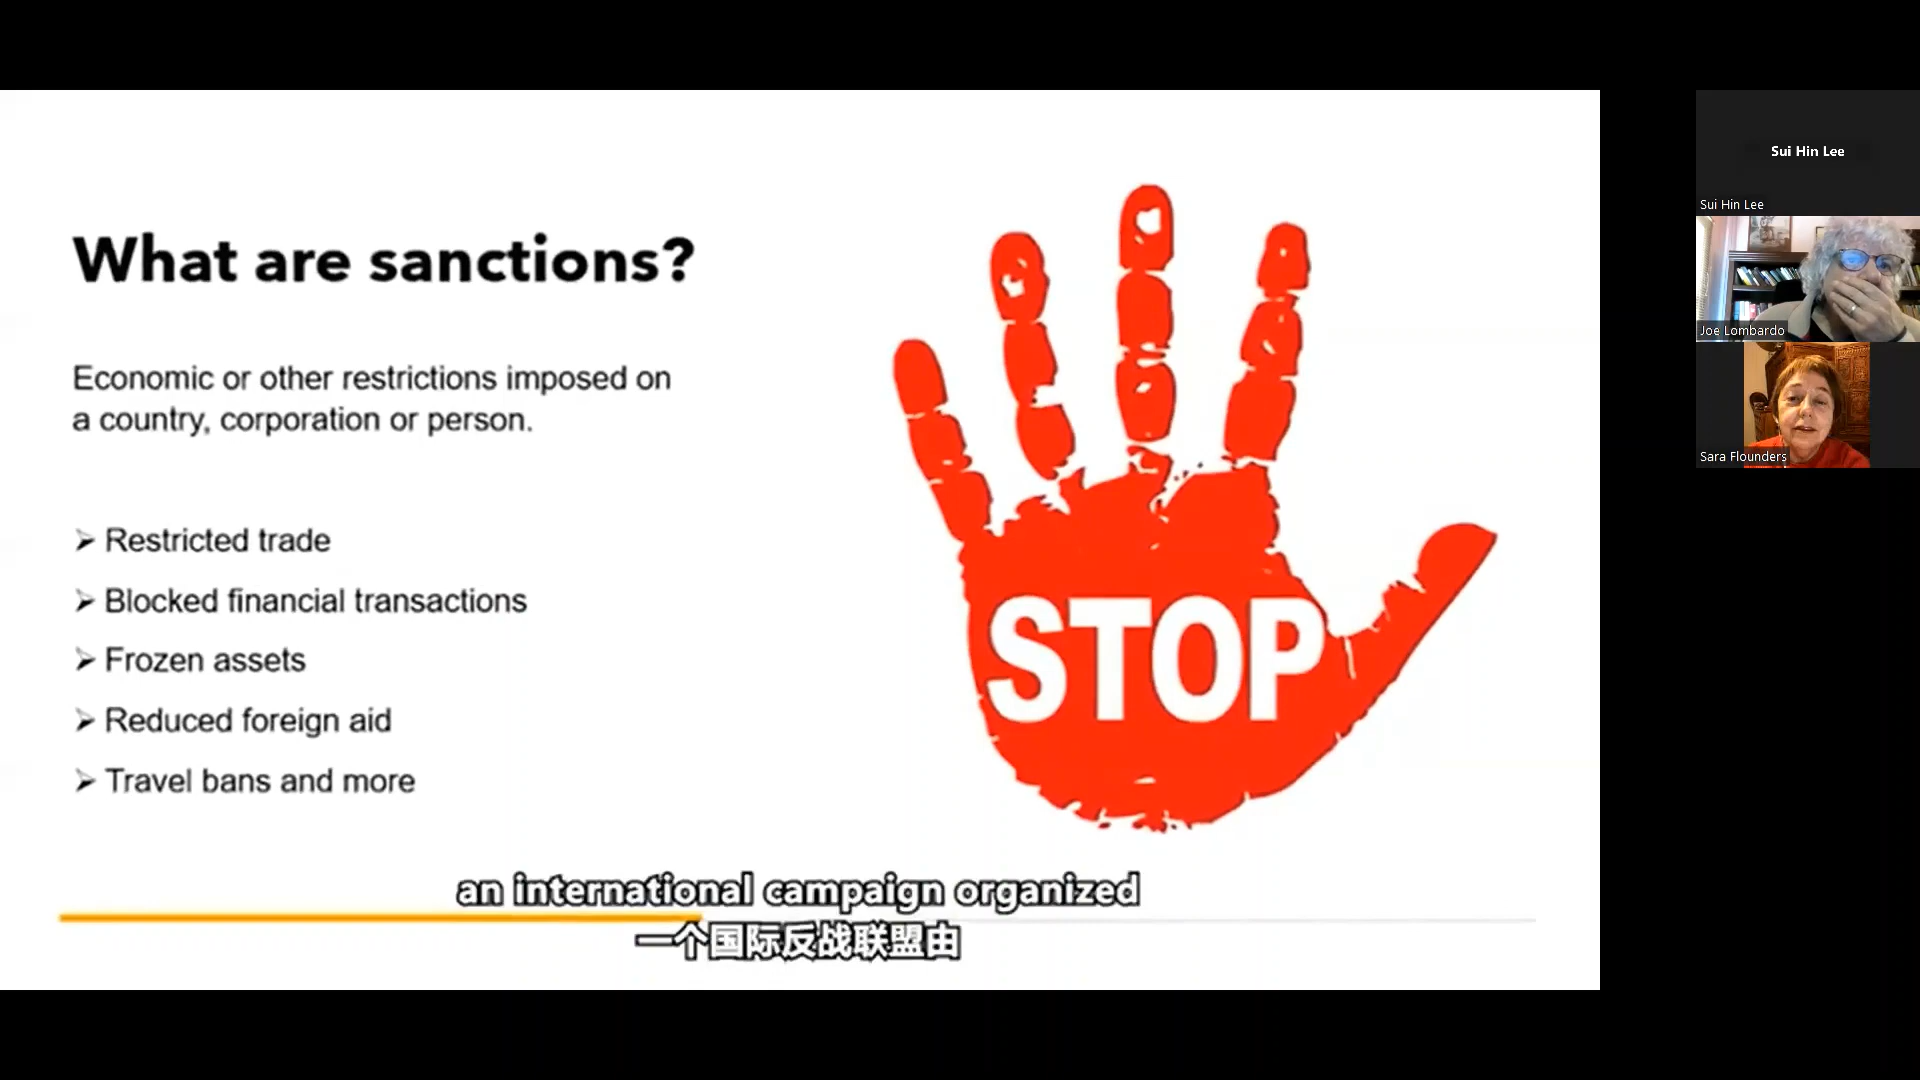 What are sanctions?
Economic or other restrictions imposed on
a country, corporation or person.
➢ Restricted trade
➢ Blocked financial transactions
➢ Frozen assets
➢ Reduced foreign aid
➢ Travel bans and more
STOP
an international campaign organized
一个国际反战联盟由
Sui Hin Lee
Sui Hin Lee
Joe Lombardo
Sara Flounders